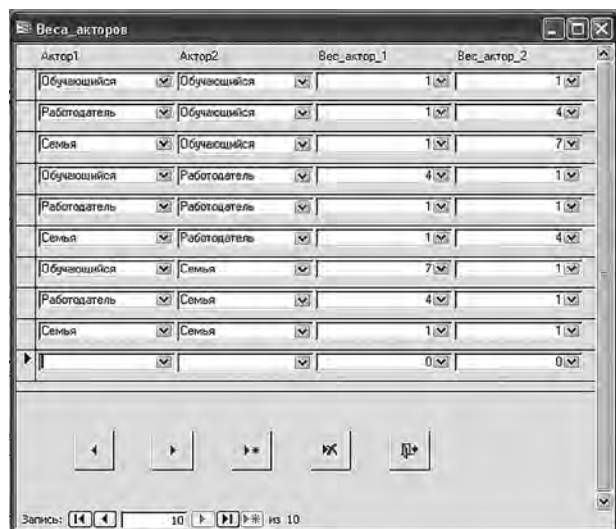 Веса_акторов
Актор1 Актор2 Вес_актор_1 Вес_актор_2
Обучающийся Обучающийся 1 1
Работодатель Обучающийся 1 4
Семья Обучающийся 1 7
Обучающийся Работодатель 4 1
Работодатель Работодатель 1 1
Семья Работодатель 1 4
Обучающийся Семья 7 1
Работодатель Семья 4 1
Семья Семья 1 1
0 0
Запись: 10 из 10